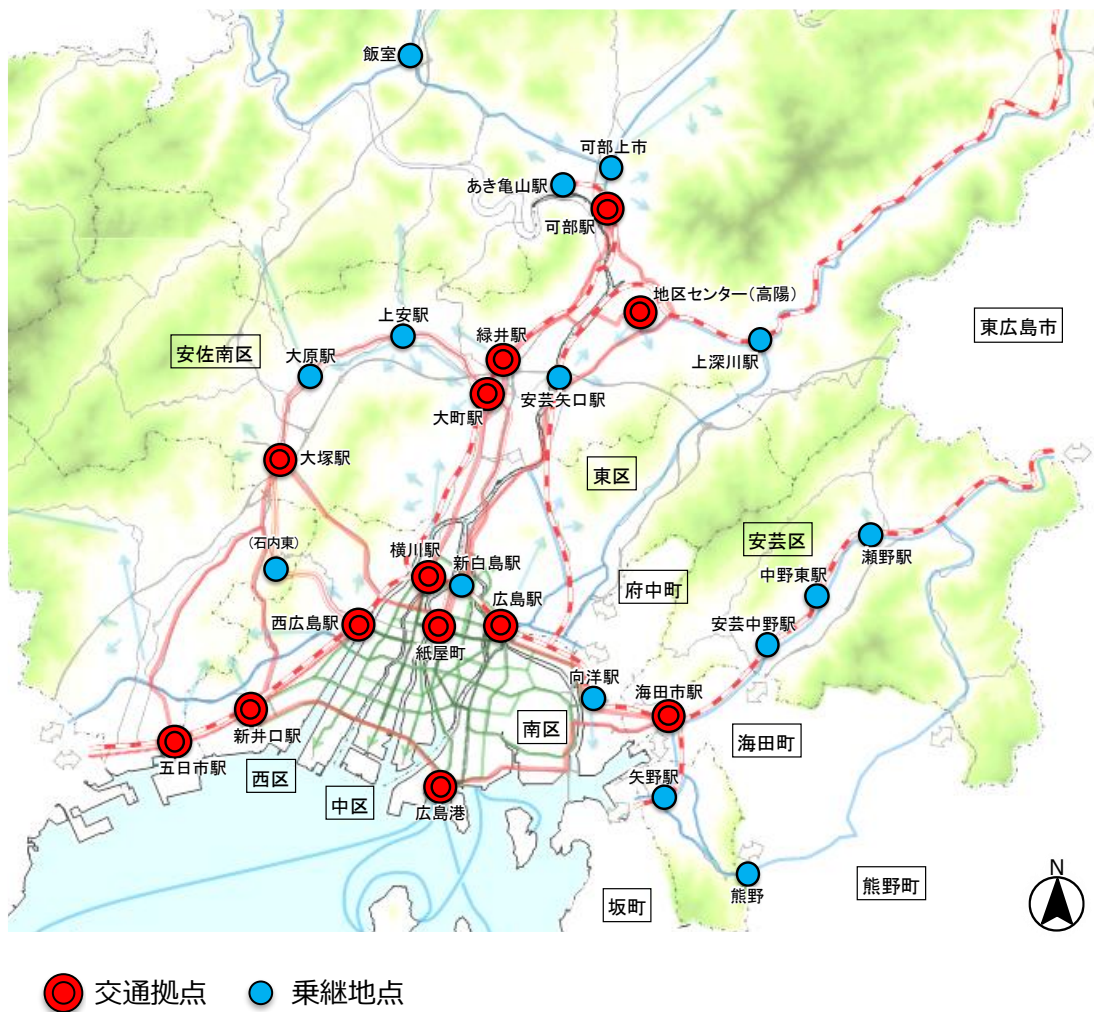 飯室
可部上市
あき亀山駅
可部駅
地区センター(高陽)
東広島市
上安駅
緑井駅
安佐南区
大原駅
上深川駅
安芸矢口駅
大町駅
大塚駅
東区
安芸区
(石内東)
瀬野駅
横川駅
新白島駅
中野東駅
府中町
広島駅
西広島駅
紙屋町
安芸中野駅
向洋駅
海田市駅
南区
新井口駅
海田町
五日市駅
西区
矢野駅
中区
広島港
N
熊野町
熊野
坂町
交通拠点
乗継地点